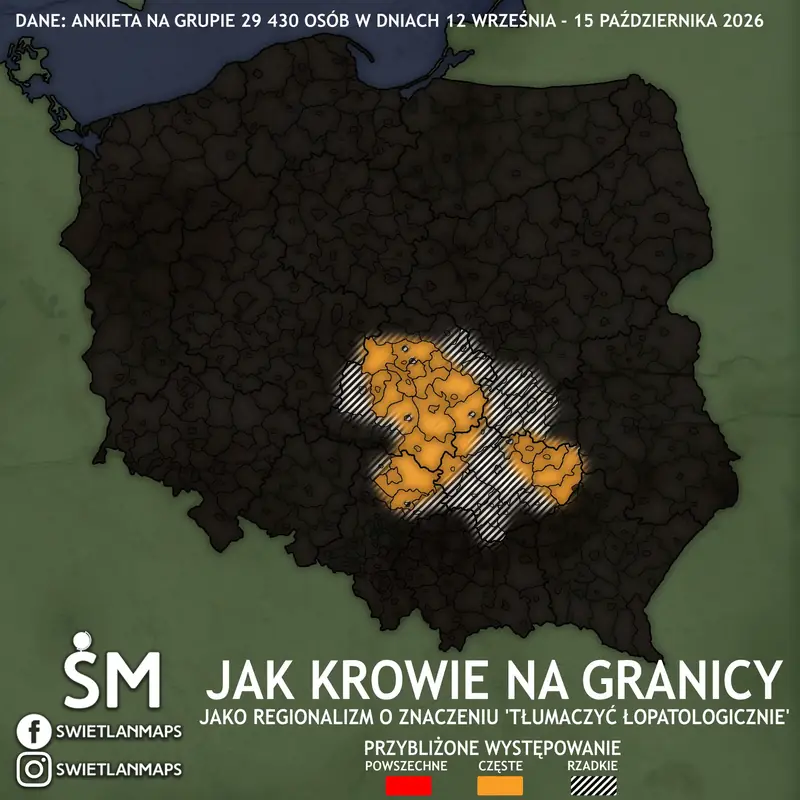 DANE: ANKIETA NA GRUPIE 29 430 OSÓB W DNIACH 12 WRZEŚNIA - 15 PAŹDZIERNIKA 2026
ŚM
JAK KROWIE NA GRANICY
JAKO REGIONALIZM O ZNACZENIU 'TŁUMACZYĆ ŁOPATOLOGICZNIE'
SWIETLANMAPS
SWIETLANMAPS
PRZYBLIŻONE WYSTĘPOWANIE
POWSZECHNE CZĘSTE RZADKIE